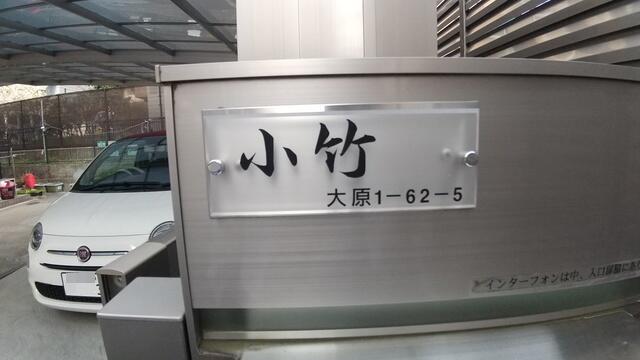 小竹
大原1-62-5
インターフォンは中、入口扉脇にあり